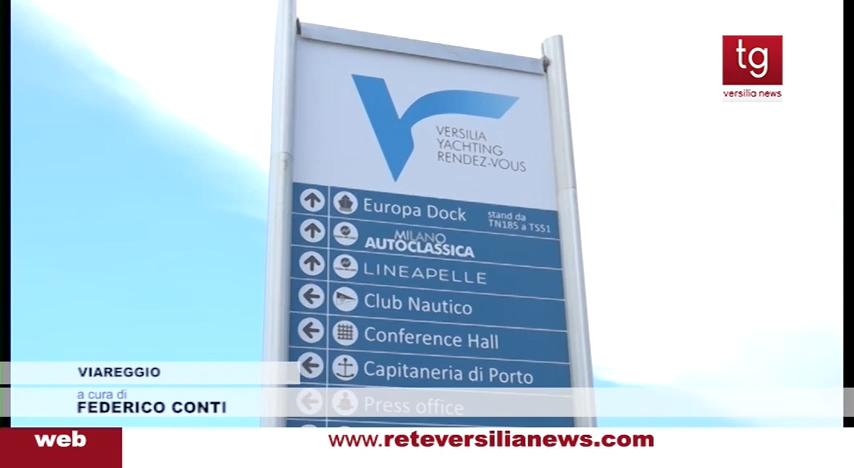 tg
versilia news
VERSILIA
YACHTING
RENDEZ-VOUS
Europa Dock
stand da
TN185 a TS51
MILANO
AUTOCLASSICA
LINEAPELLE
Club Nautico
Conference Hall
Capitaneria di Porto
Press office
VIAREGGIO
a cura di
FEDERICO CONTI
web
www.reteversilianews.com